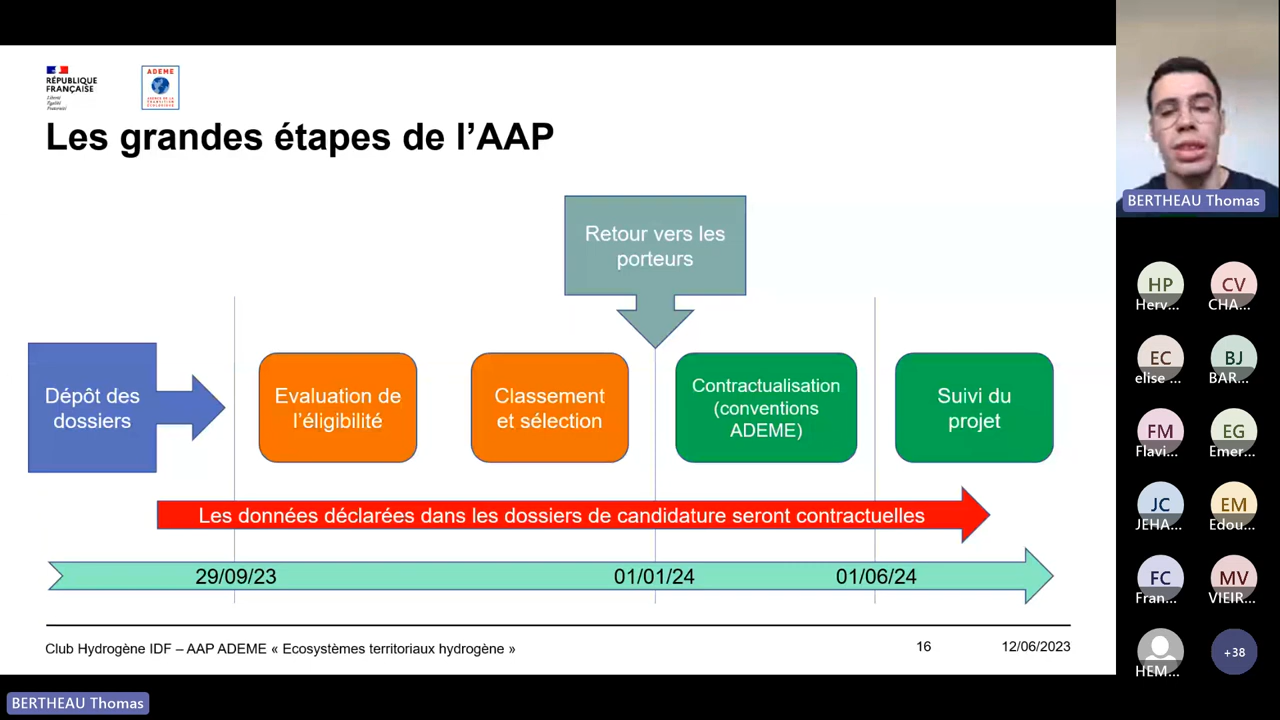 RÉPUBLIQUE
FRANÇAISE
Liberté
Égalité
Fraternité
ADEME
AGENCE DE LA
TRANSITION
ÉCOLOGIQUE
Les grandes étapes de l’AAP
Retour vers les
porteurs
Dépôt des
dossiers
Evaluation de
l’éligibilité
Classement
et sélection
Contractualisation
(conventions
ADEME)
Suivi du
projet
Les données déclarées dans les dossiers de candidature seront contractuelles
29/09/23
01/01/24
01/06/24
Club Hydrogène IDF – AAP ADEME « Ecosystèmes territoriaux hydrogène »
16
12/06/2023
BERTHEAU Thomas
HP
Herv...
CV
CHA...
EC
elise ...
BJ
BAR...
FM
Flavi...
EG
Emer...
JC
JEHA...
EM
Edou...
FC
Fran...
MV
VIEIR...
HEM...
+38
BERTHEAU Thomas